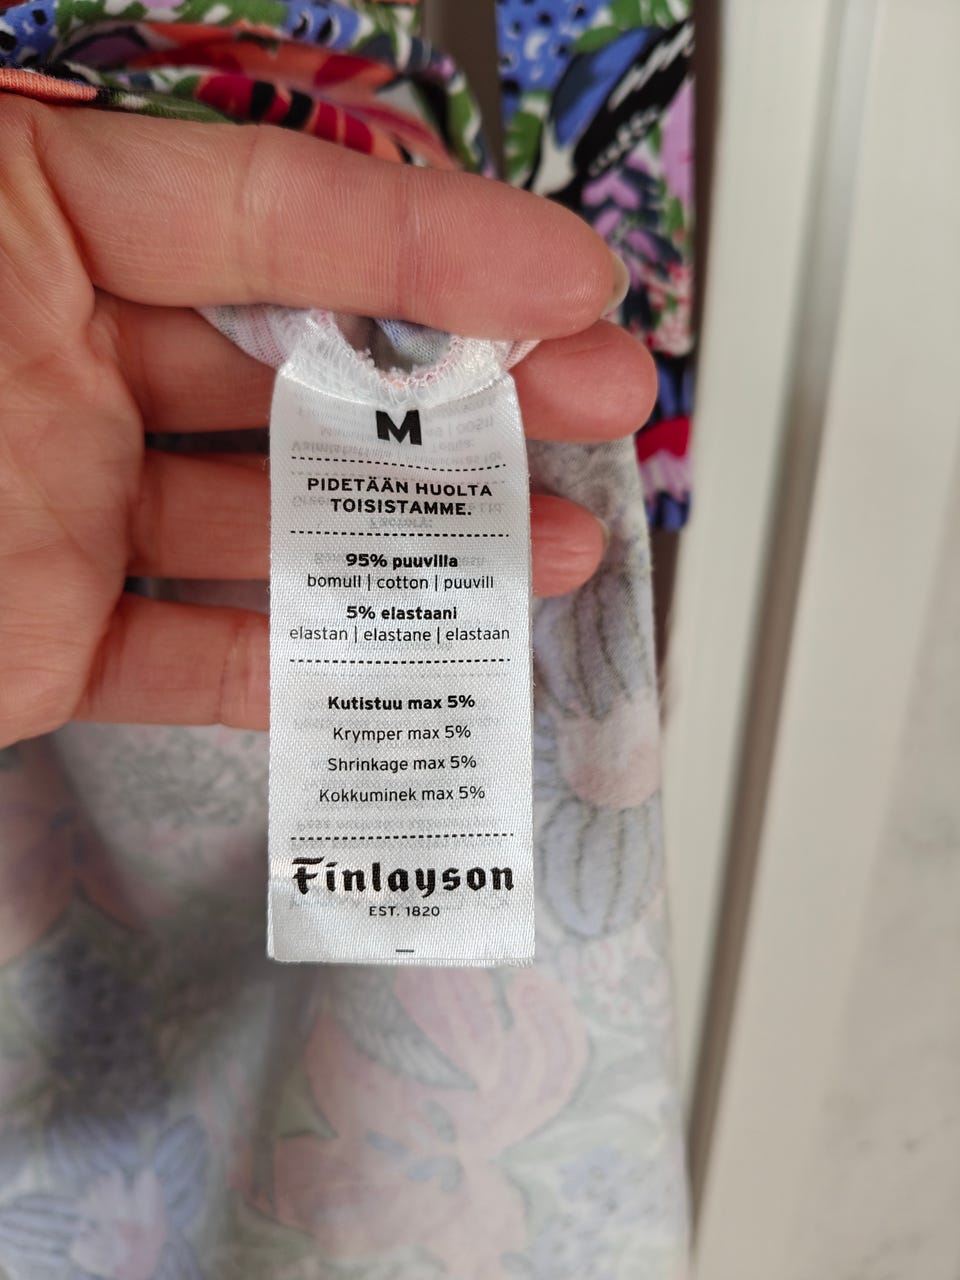 M
PIDETÄÄN HUOLTA
TOISISTAMME.
95% puuvilla
bomull | cotton | puuvill
5% elastaani
elastan | elastane | elastaan
Kutistuu max 5%
Krymper max 5%
Shrinkage max 5%
Kokkuminek max 5%
Finlayson
EST. 1820